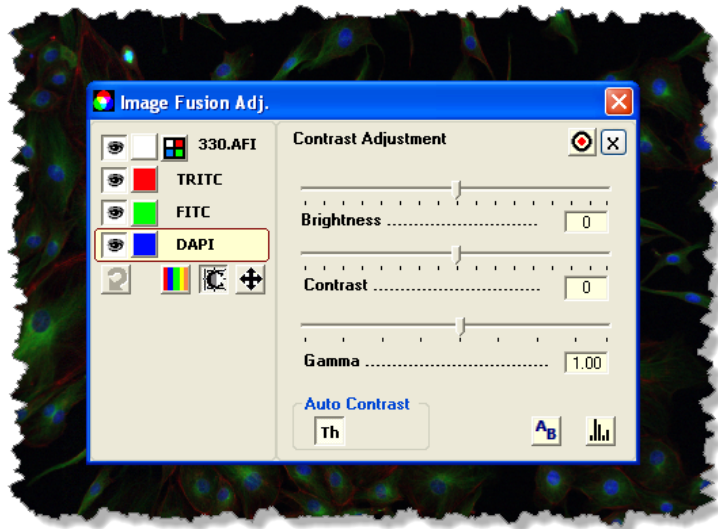 Image Fusion Adj.
330.AFI
TRITC
FITC
DAPI
Contrast Adjustment
Brightness .............................. 0
Contrast .................................. 0
Gamma .................................... 1.00
Auto Contrast
Th
AB